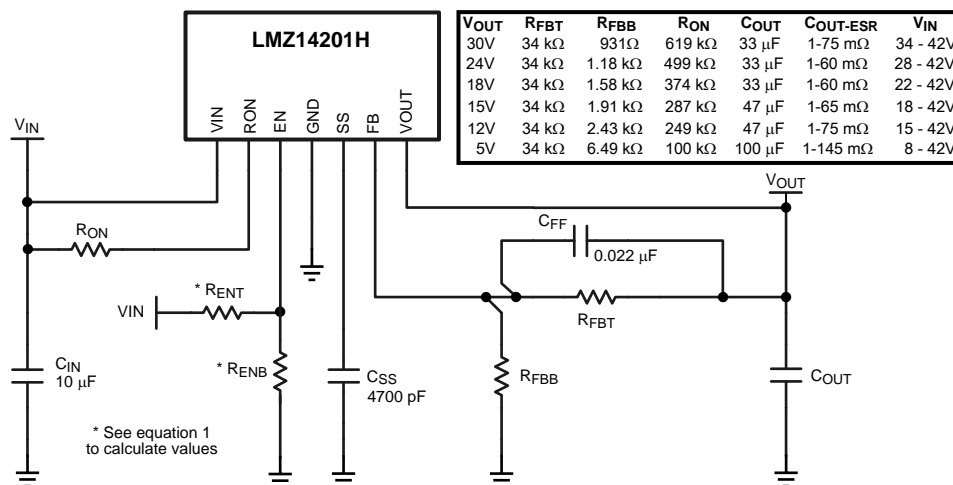 LMZ14201H
VIN
RON
EN
GND
SS
FB
VOUT
VOUT RFBT RFBB RON COUT COUT-ESR VIN
30V 34 kΩ 931Ω 619 kΩ 33 μF 1-75 mΩ 34 - 42V
24V 34 kΩ 1.18 kΩ 499 kΩ 33 μF 1-60 mΩ 28 - 42V
18V 34 kΩ 1.58 kΩ 374 kΩ 33 μF 1-60 mΩ 22 - 42V
15V 34 kΩ 1.91 kΩ 287 kΩ 47 μF 1-65 mΩ 18 - 42V
12V 34 kΩ 2.43 kΩ 249 kΩ 47 μF 1-75 mΩ 15 - 42V
5V 34 kΩ 6.49 kΩ 100 kΩ 100 μF 1-145 mΩ 8 - 42V
VIN
VOUT
RON
CFF
0.022 μF
* RENT
VIN
RFBT
CIN
10 μF
* RENB
CSS
4700 pF
RFBB
COUT
* See equation 1
to calculate values